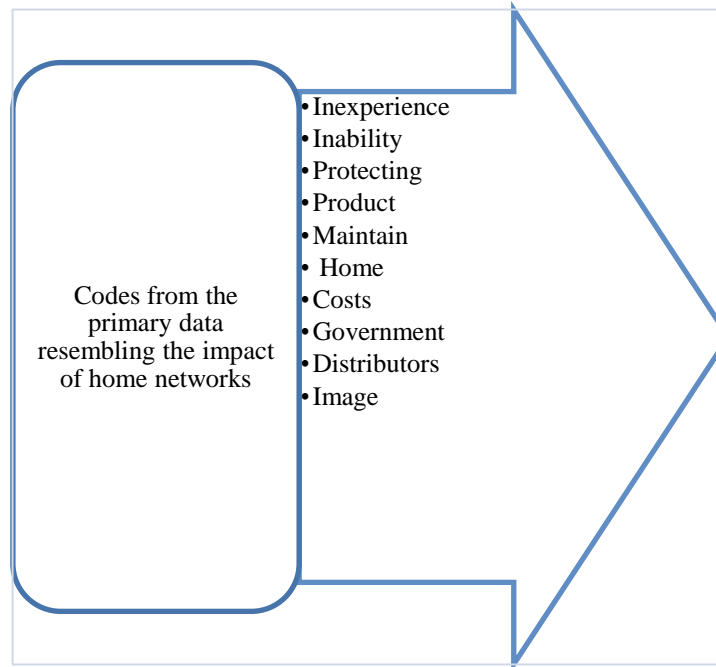 Codes from the
primary data
resembling the impact
of home networks
•Inexperience
•Inability
•Protecting
•Product
•Maintain
• Home
•Costs
•Government
•Distributors
•Image